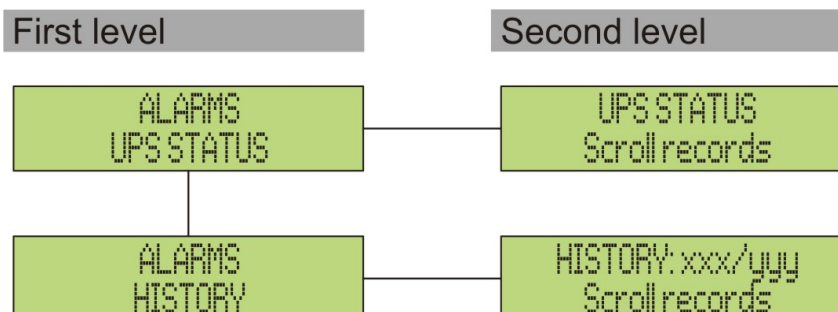 First level
Second level
ALARMS
UPS STATUS
UPS STATUS
Scroll records
ALARMS
HISTORY
HISTORY: xxx/yyy
Scroll records